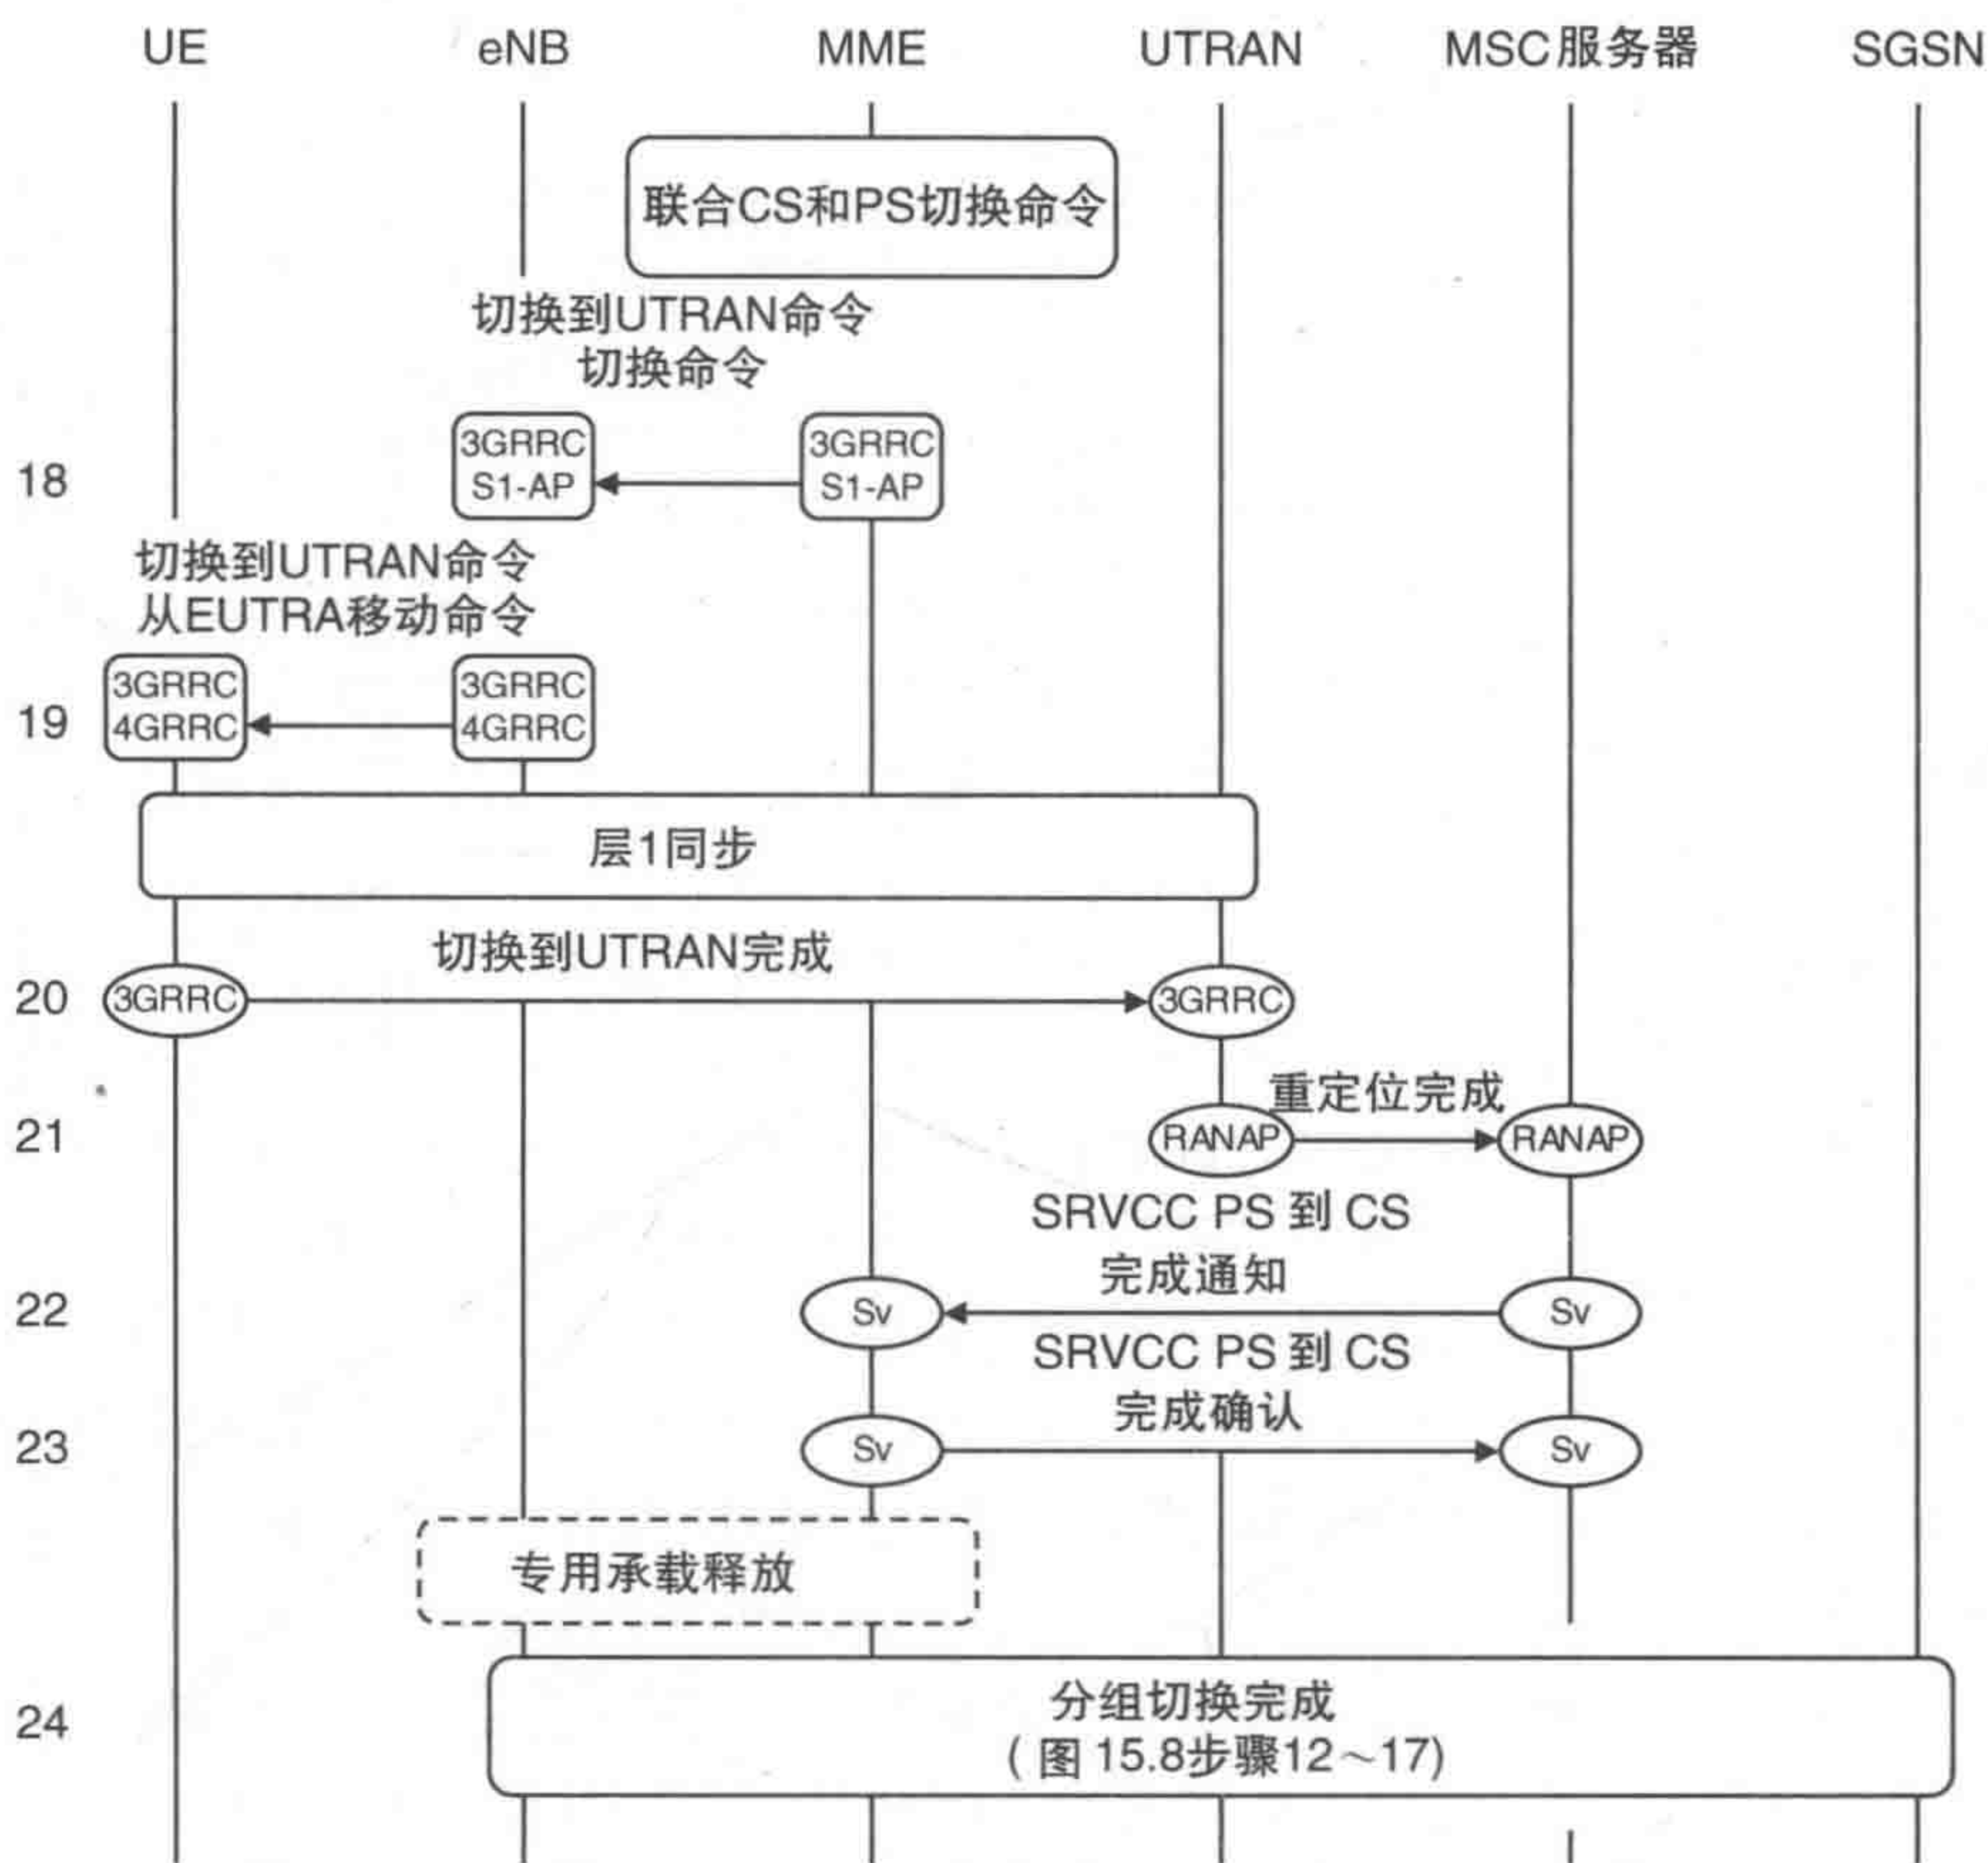 UE eNB MME UTRAN MSC服务器 SGSN
联合CS和PS切换命令
切换到UTRAN命令
切换命令
3GRRC 3GRRC
18 S1-AP S1-AP
切换到UTRAN命令
从EUTRA移动命令
3GRRC 3GRRC
19 4GRRC 4GRRC
层1同步
切换到UTRAN完成
20 3GRRC 3GRRC
重定位完成
21 RANAP RANAP
SRVCC PS 到 CS
完成通知
22 Sv Sv
SRVCC PS 到 CS
完成确认
23 Sv Sv
专用承载释放
分组切换完成
24
( 图 15.8步骤12～17)